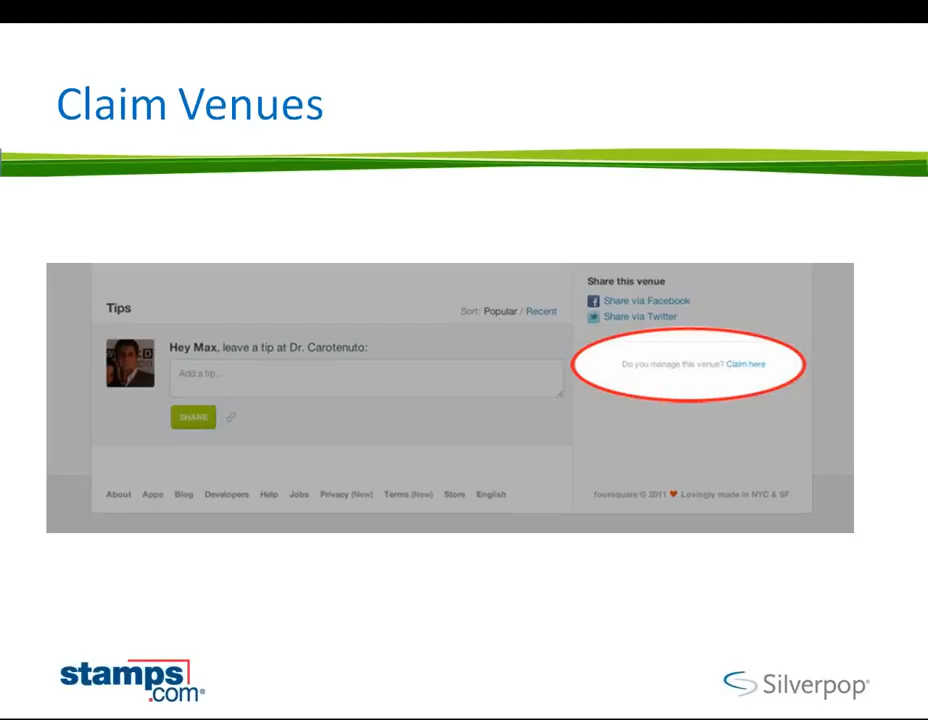 Claim Venues
Tips
Sort: Popular / Recent
Hey Max, leave a tip at Dr. Carotenuto:
Add a tip...
SHARE
Share this venue
Share via Facebook
Share via Twitter
Do you manage this venue? Claim here
About Apps Blog Developers Help Jobs Privacy (New) Terms (New) Store English
foursquare © 2011 ♥ Lovingly made in NYC & SF
stamps
.com®
Silverpop®